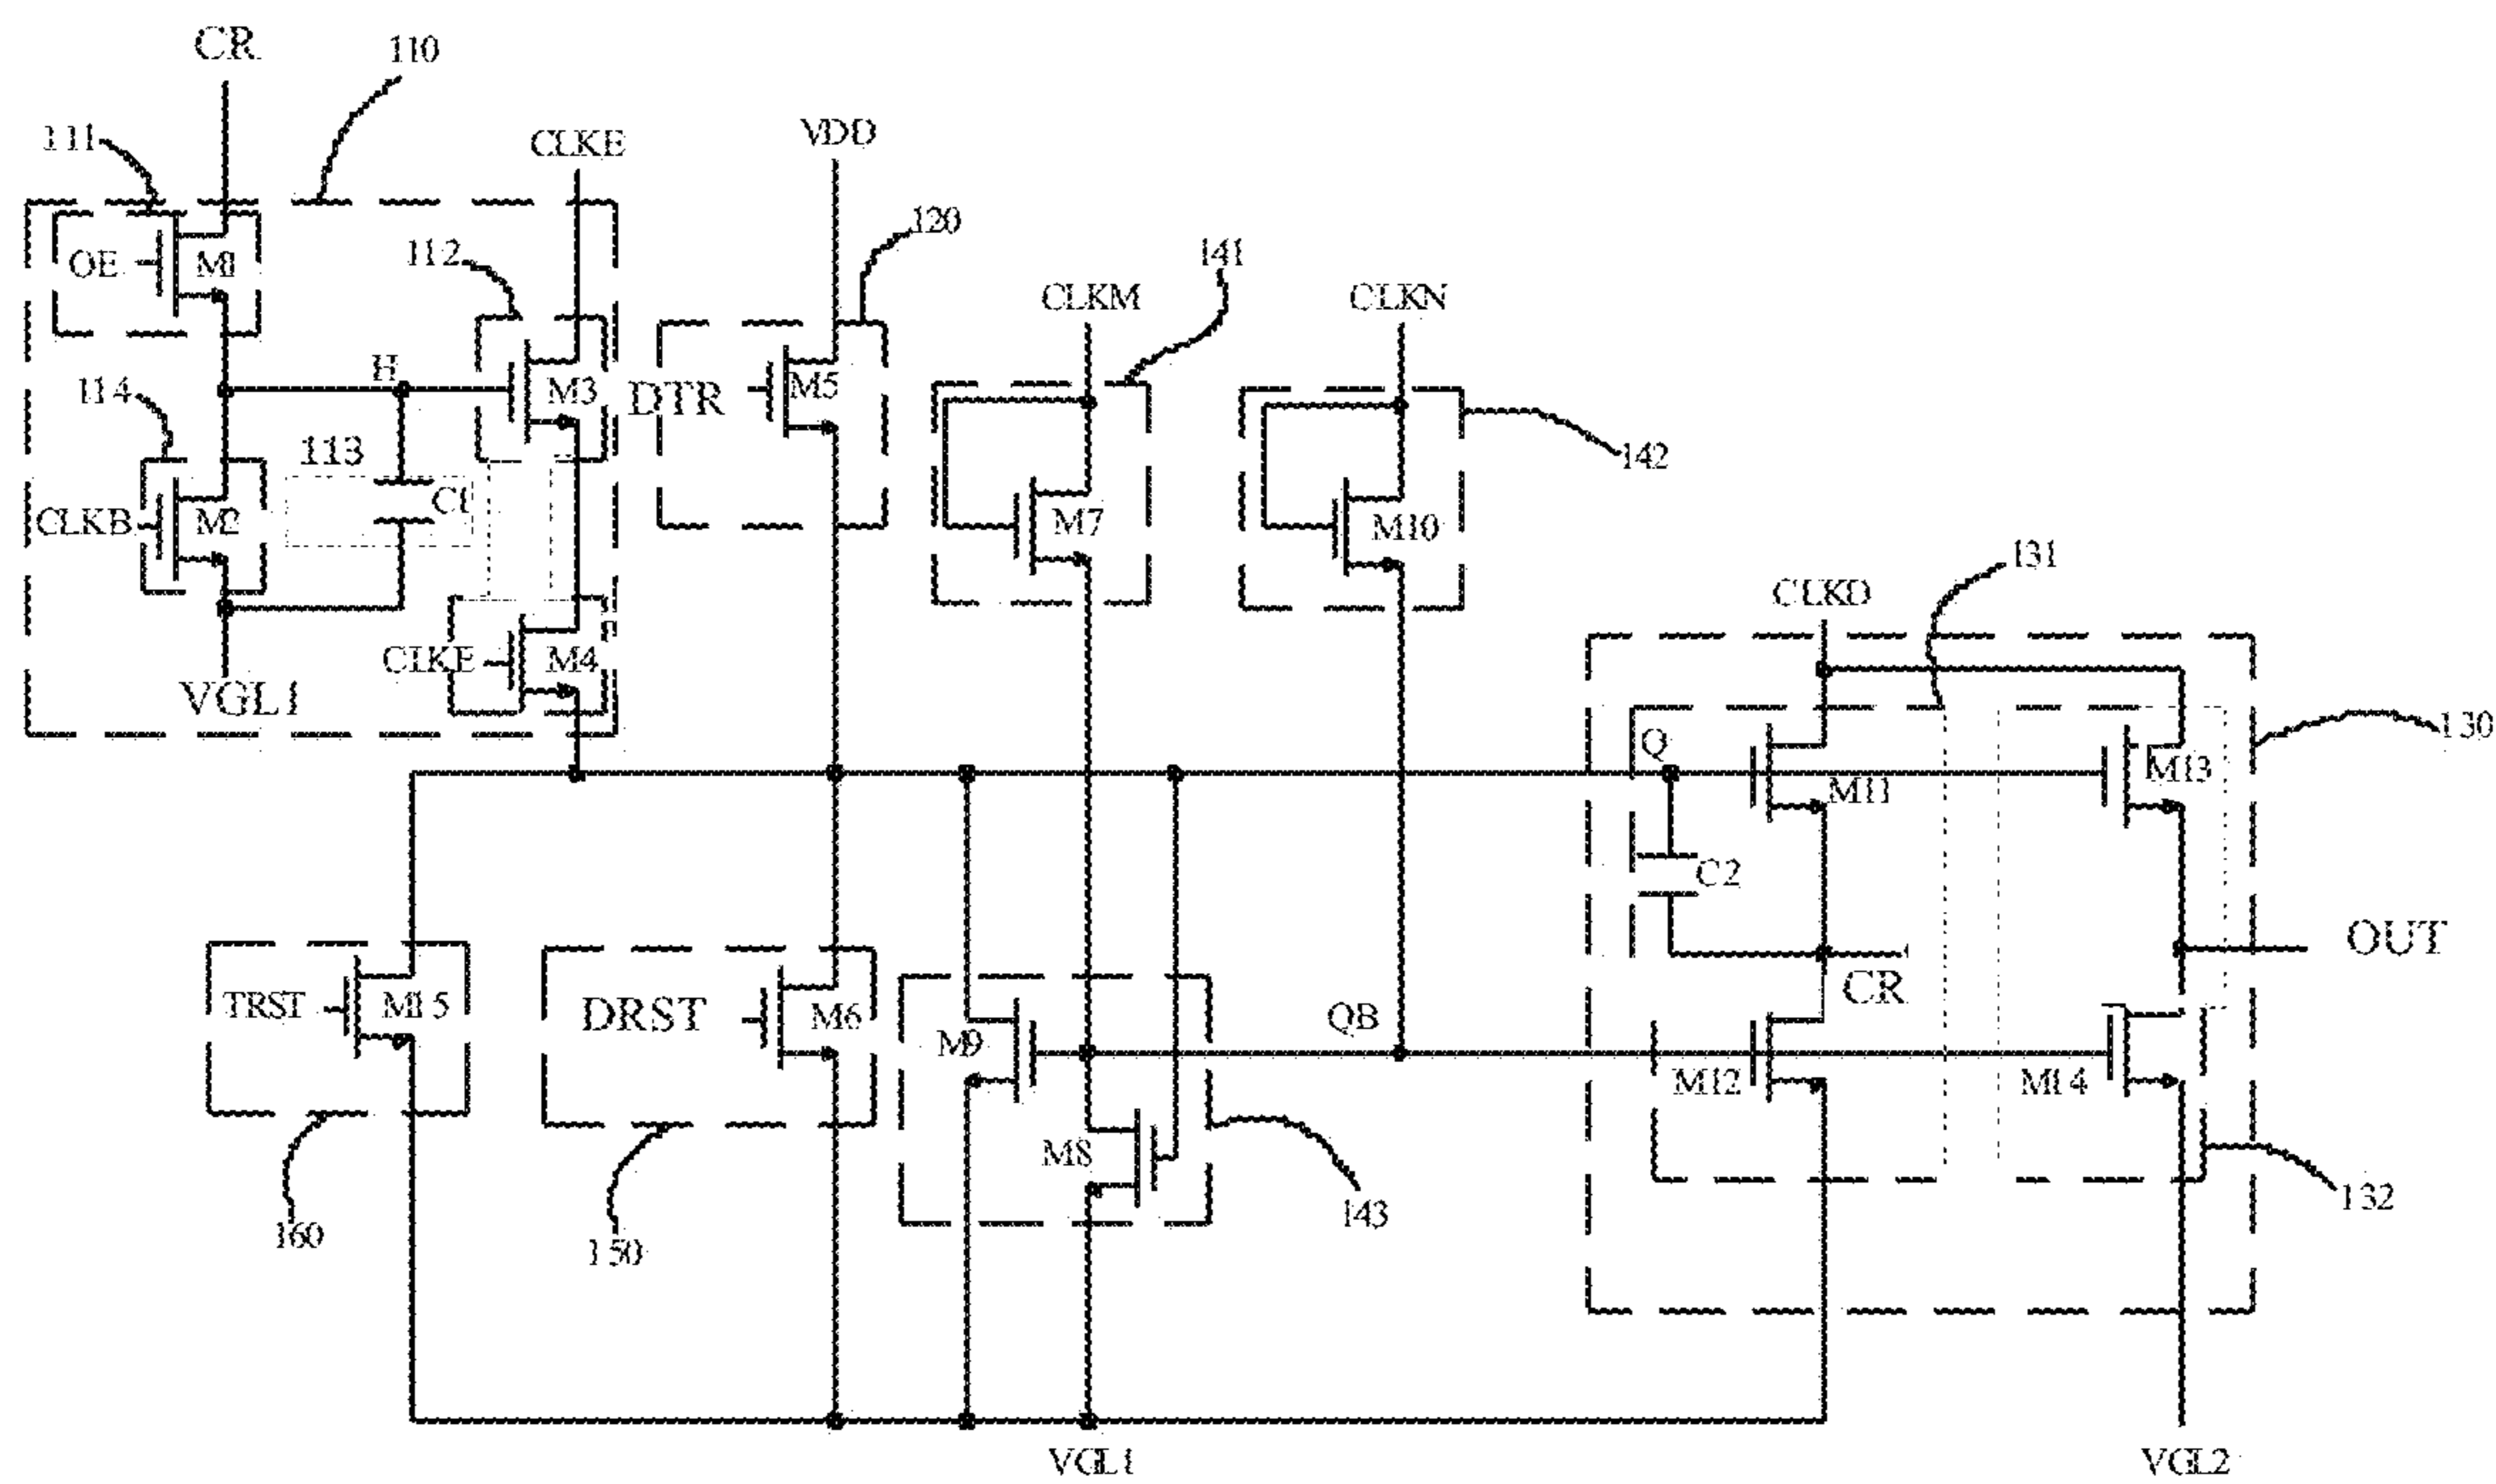 CR
110
111
CLKE
VDD
120
OE
M1
112
141
CLKM
CLKN
H
M3
DTR
M5
114
113
142
C1
CLKB
M2
M7
M10
131
CLKD
CLKE
M4
VGL1
Q
130
M13
M11
C2
OUT
CR
TRST
M15
DRST
M6
QB
M9
M12
M14
M8
132
143
160
150
VGL1
VGL2